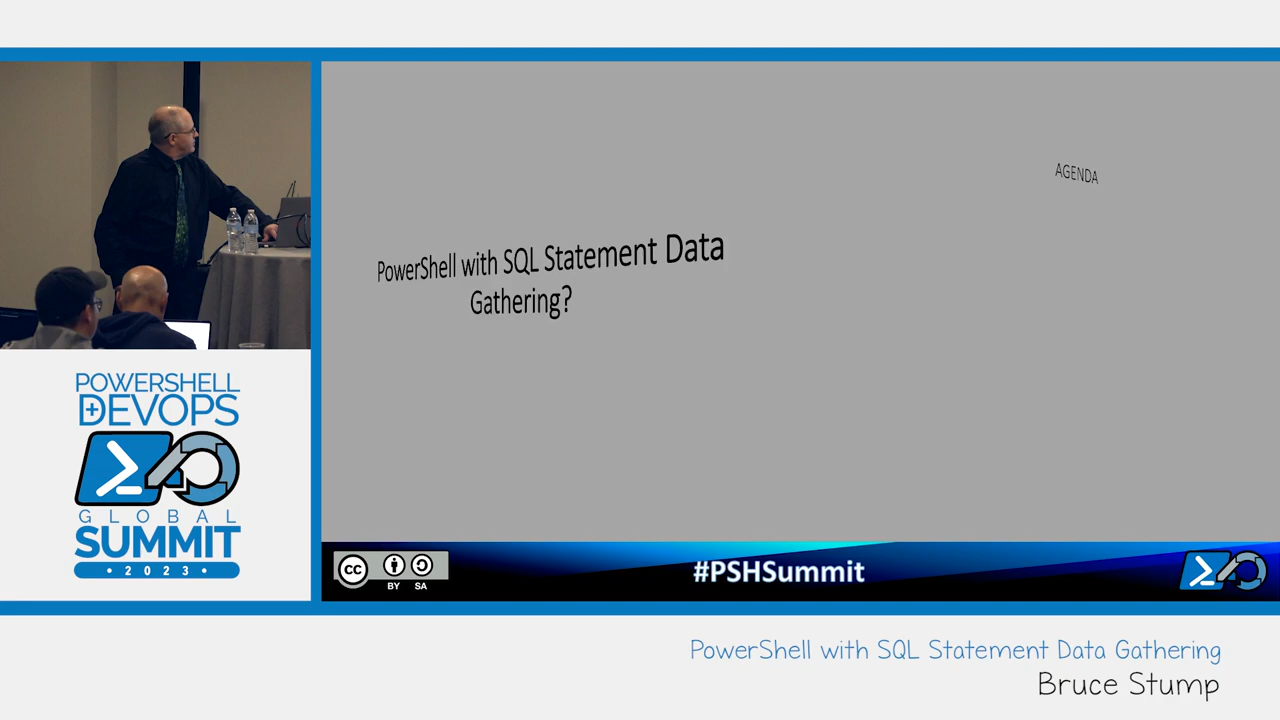 AGENDA
PowerShell with SQL Statement Data
Gathering?
POWERSHELL
+DEVOPS
GLOBAL
SUMMIT
• 2023 •
cc
BY SA
#PSHSummit
PowerShell with SQL Statement Data Gathering
Bruce Stump